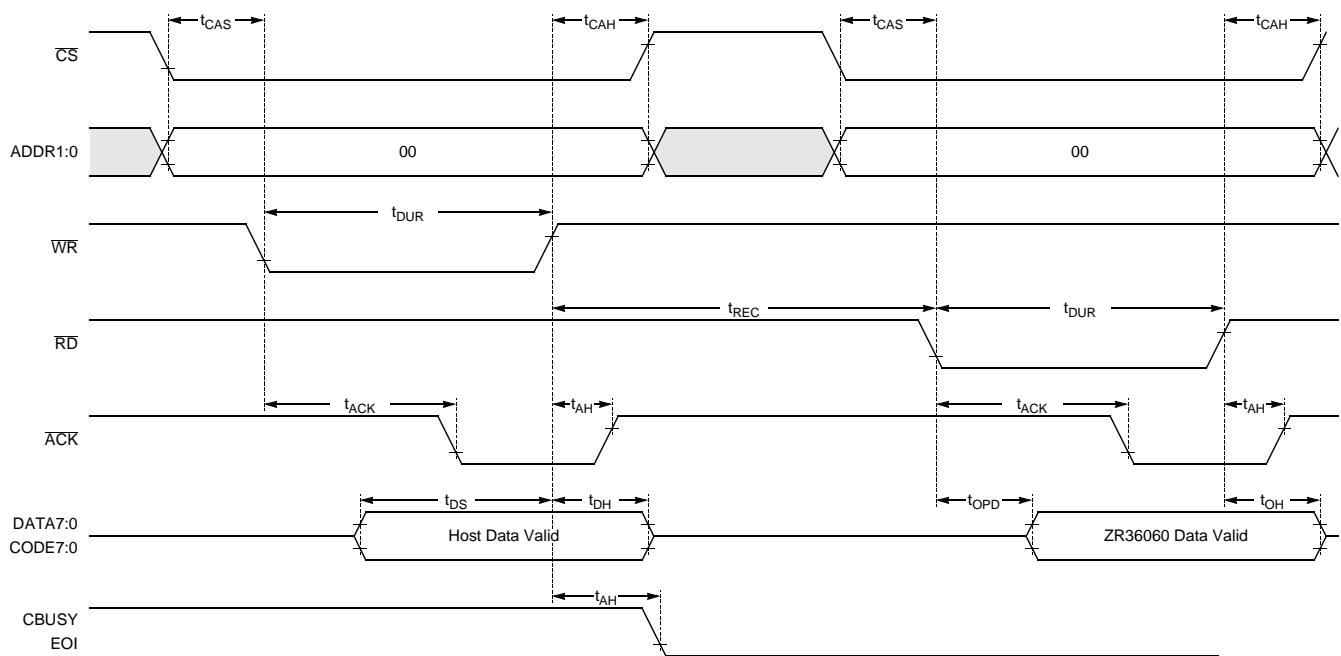 tCAS tCAH tCAS tCAH
CS
ADDR1:0 00 00
tDUR
WR
tREC tDUR
RD
tACK tAH tACK tAH
ACK
tDS tDH tOPD tOH
DATA7:0
CODE7:0 Host Data Valid ZR36060 Data Valid
tAH
CBUSY
EOI